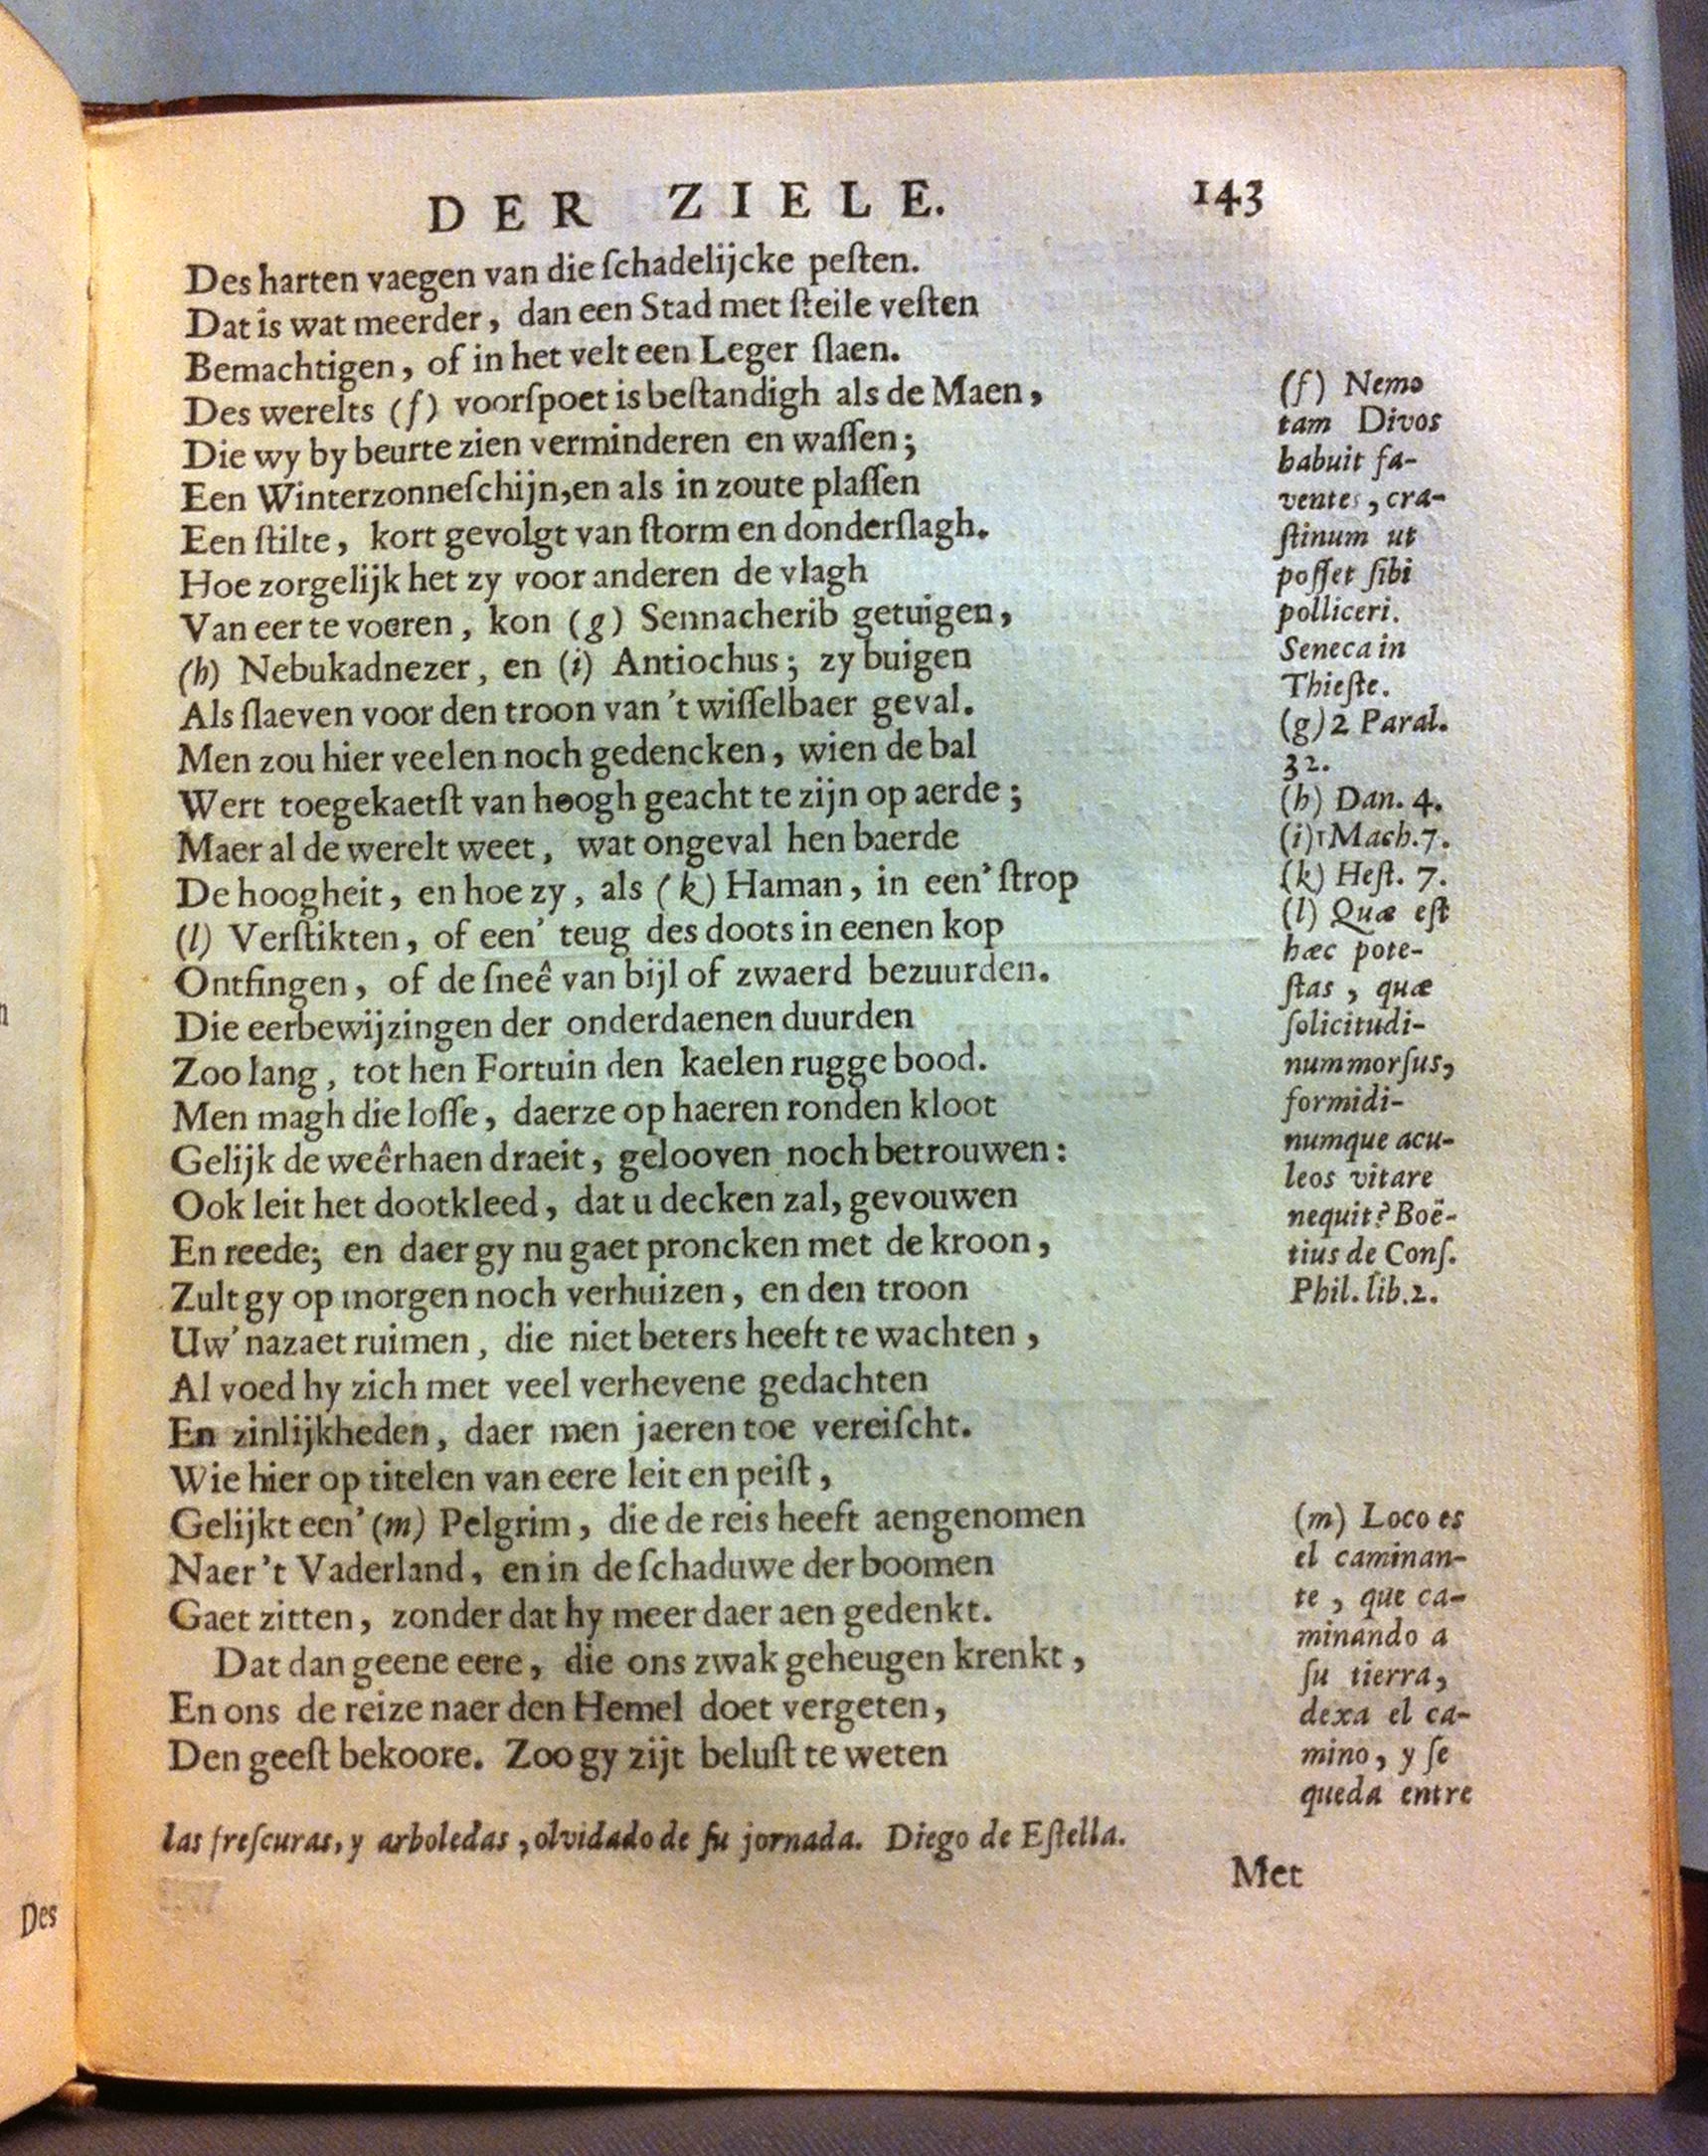 DER ZIELE. 143
Des harten vaegen van die ſchadelijcke peſten.
Dat is wat meerder, dan een Stad met ſteile veſten
Bemachtigen, of in het velt een Leger ſlaen.
Des werelts (f) voorſpoet is beſtandigh als de Maen,
Die wy by beurte zien verminderen en waſſen;
Een Winterzonneſchijn, en als in zoute plaſſen
Een ſtilte, kort gevolgt van ſtorm en donderſlagh.
Hoe zorgelijk het zy voor anderen de vlagh
Van eer te voeren, kon (g) Sennacherib getuigen,
(h) Nebukadnezer, en (i) Antiochus; zy buigen
Als ſlaeven voor den troon van 't wiſſelbaer geval.
Men zou hier veelen noch gedencken, wien de bal
Wert toegekaetſt van hoogh geacht te zijn op aerde;
Maer al de werelt weet, wat ongeval hen baerde
De hoogheit, en hoe zy, als (k) Haman, in een' ſtrop
(l) Verſtikten, of een' teug des doots in eenen kop
Ontfingen, of de ſneê van bijl of zwaerd bezuurden.
Die eerbewijzingen der onderdaenen duurden
Zoo lang, tot hen Fortuin den kaelen rugge bood.
Men magh die loſſe, daerze op haeren ronden kloot
Gelijk de weêrhaen draeit, gelooven noch betrouwen:
Ook leit het dootkleed, dat u decken zal, gevouwen
En reede; en daer gy nu gaet proncken met de kroon,
Zult gy op morgen noch verhuizen, en den troon
Uw' nazaet ruimen, die niet beters heeft te wachten,
Al voed hy zich met veel verhevene gedachten
En zinlijkheden, daer men jaeren toe vereiſcht.
Wie hier op titelen van eere leit en peiſt,
Gelijkt een' (m) Pelgrim, die de reis heeft aengenomen
Naer 't Vaderland, en in de ſchaduwe der boomen
Gaet zitten, zonder dat hy meer daer aen gedenkt.
Dat dan geene eere, die ons zwak geheugen krenkt,
En ons de reize naer den Hemel doet vergeten,
Den geeſt bekoore. Zoo gy zijt beluſt te weten
(f) Nemo
tam Divos
habuit fa-
ventes, cra-
ſtinum ut
poſſet ſibi
polliceri.
Seneca in
Thieſte.
(g) 2 Paral.
32.
(h) Dan. 4.
(i) 1 Mach. 7.
(k) Heſt. 7.
(l) Quæ eſt
hæc pote-
ſtas, quæ
ſolicitudi-
num morſus,
formidi-
numque acu-
leos vitare
nequit? Boë-
tius de Conſ.
Phil. lib. 2.
(m) Loco es
el caminan-
te, que ca-
minando a
ſu tierra,
dexa el ca-
mino, y ſe
queda entre
las freſcuras, y arboledas, olvidado de ſu jornada. Diego de Eſtella.
Met
Des